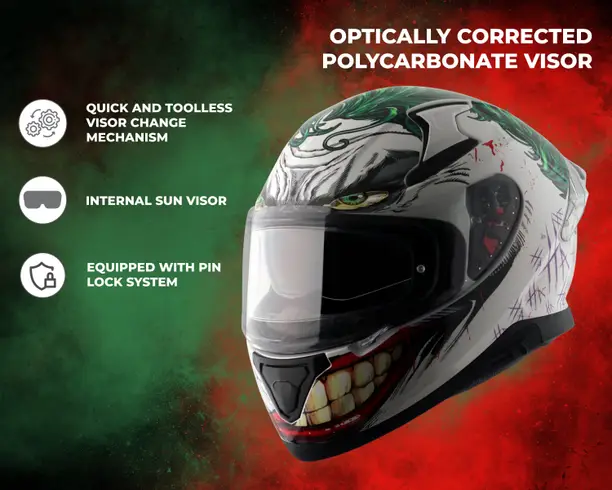 OPTICALLY CORRECTED
POLYCARBONATE VISOR
QUICK AND TOOLLESS
VISOR CHANGE
MECHANISM
INTERNAL SUN VISOR
EQUIPPED WITH PIN
LOCK SYSTEM